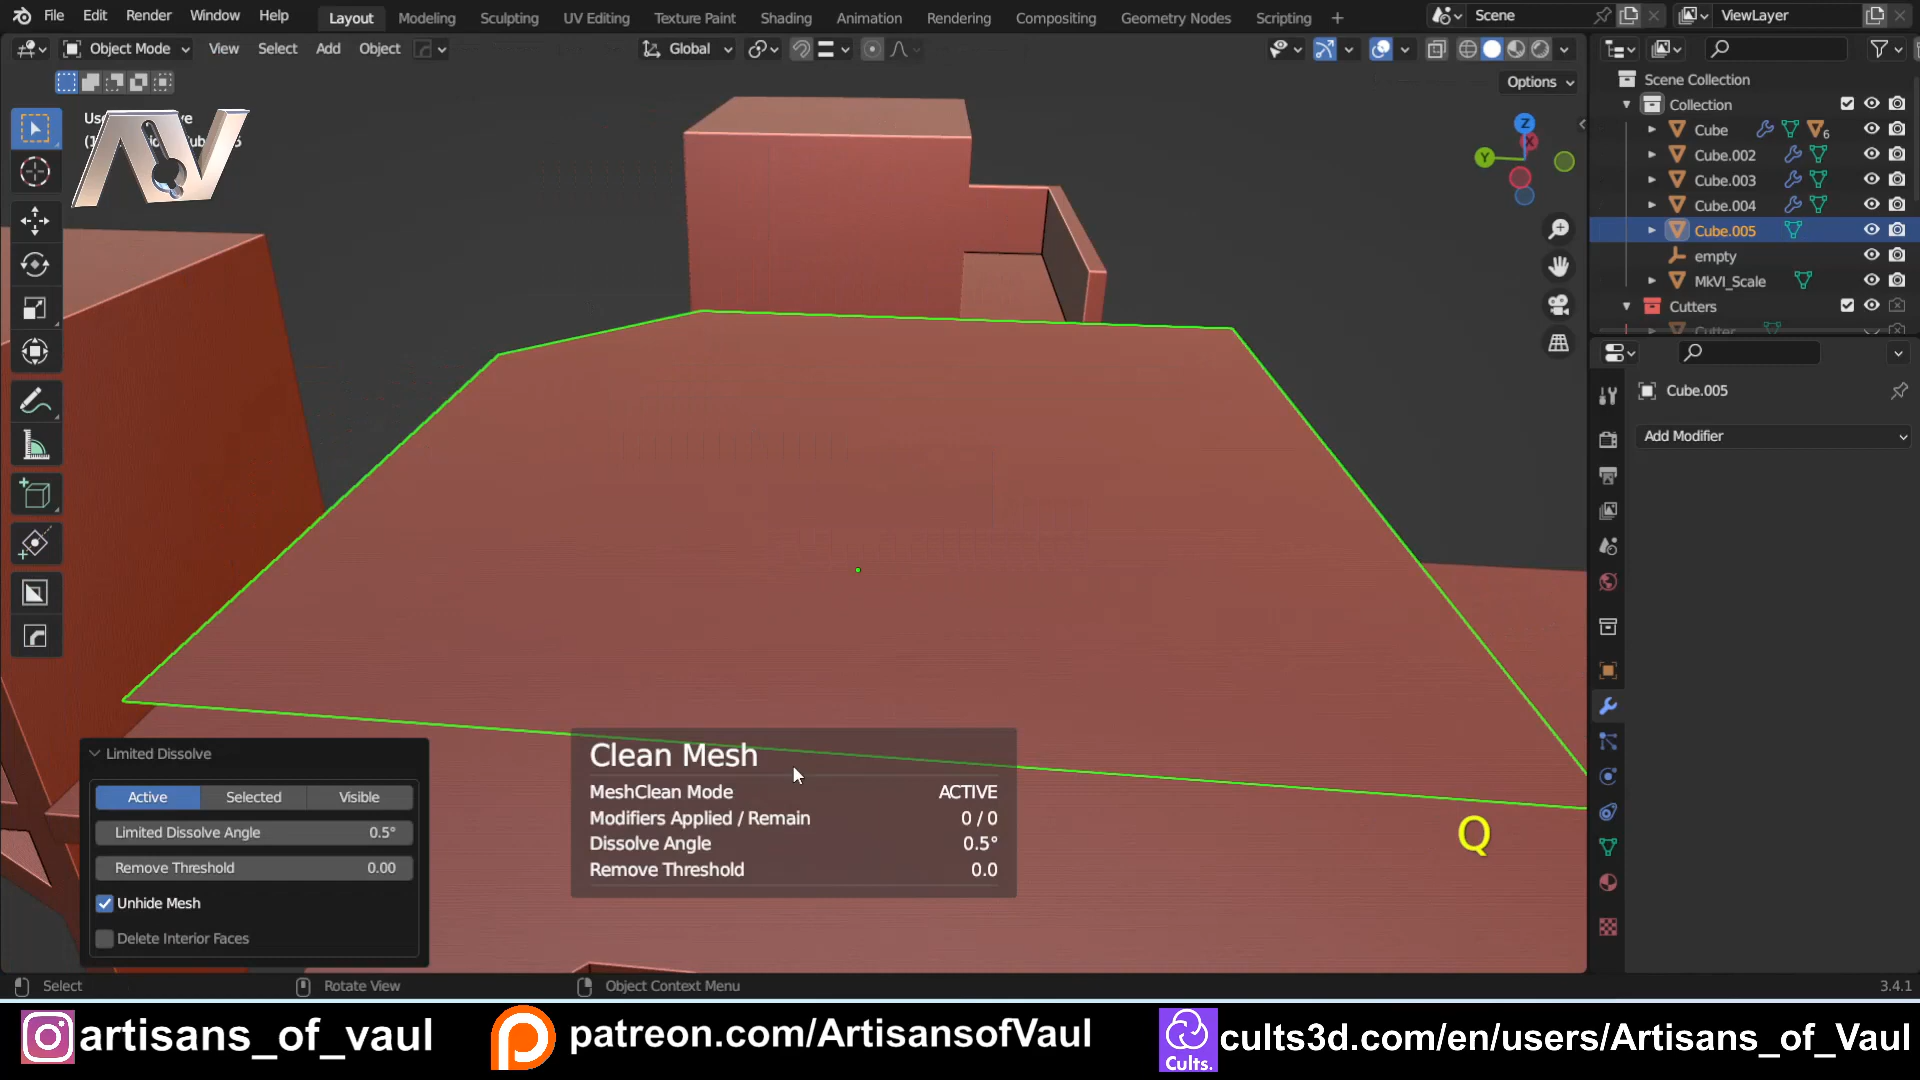 File Edit Render Window Help Layout Modeling Sculpting UV Editing Texture Paint Shading Animation Rendering Compositing Geometry Nodes Scripting + Scene ViewLayer
Object Mode View Select Add Object Global
Options
Scene Collection
Collection
Cube 6
Cube.002
Cube.003
Cube.004
Cube.005
empty
MkVI_Scale
Cutters
Z
X
Y
AV
Cube.005
Add Modifier
Limited Dissolve
Active Selected Visible
Limited Dissolve Angle 0.5°
Remove Threshold 0.00
Unhide Mesh
Delete Interior Faces
Clean Mesh
MeshClean Mode ACTIVE
Modifiers Applied / Remain 0 / 0
Dissolve Angle 0.5°
Remove Threshold 0.0
Q
Select Rotate View Object Context Menu 3.4.1
artisans_of_vaul patreon.com/ArtisansofVaul Cults. cults3d.com/en/users/Artisans_of_Vaul